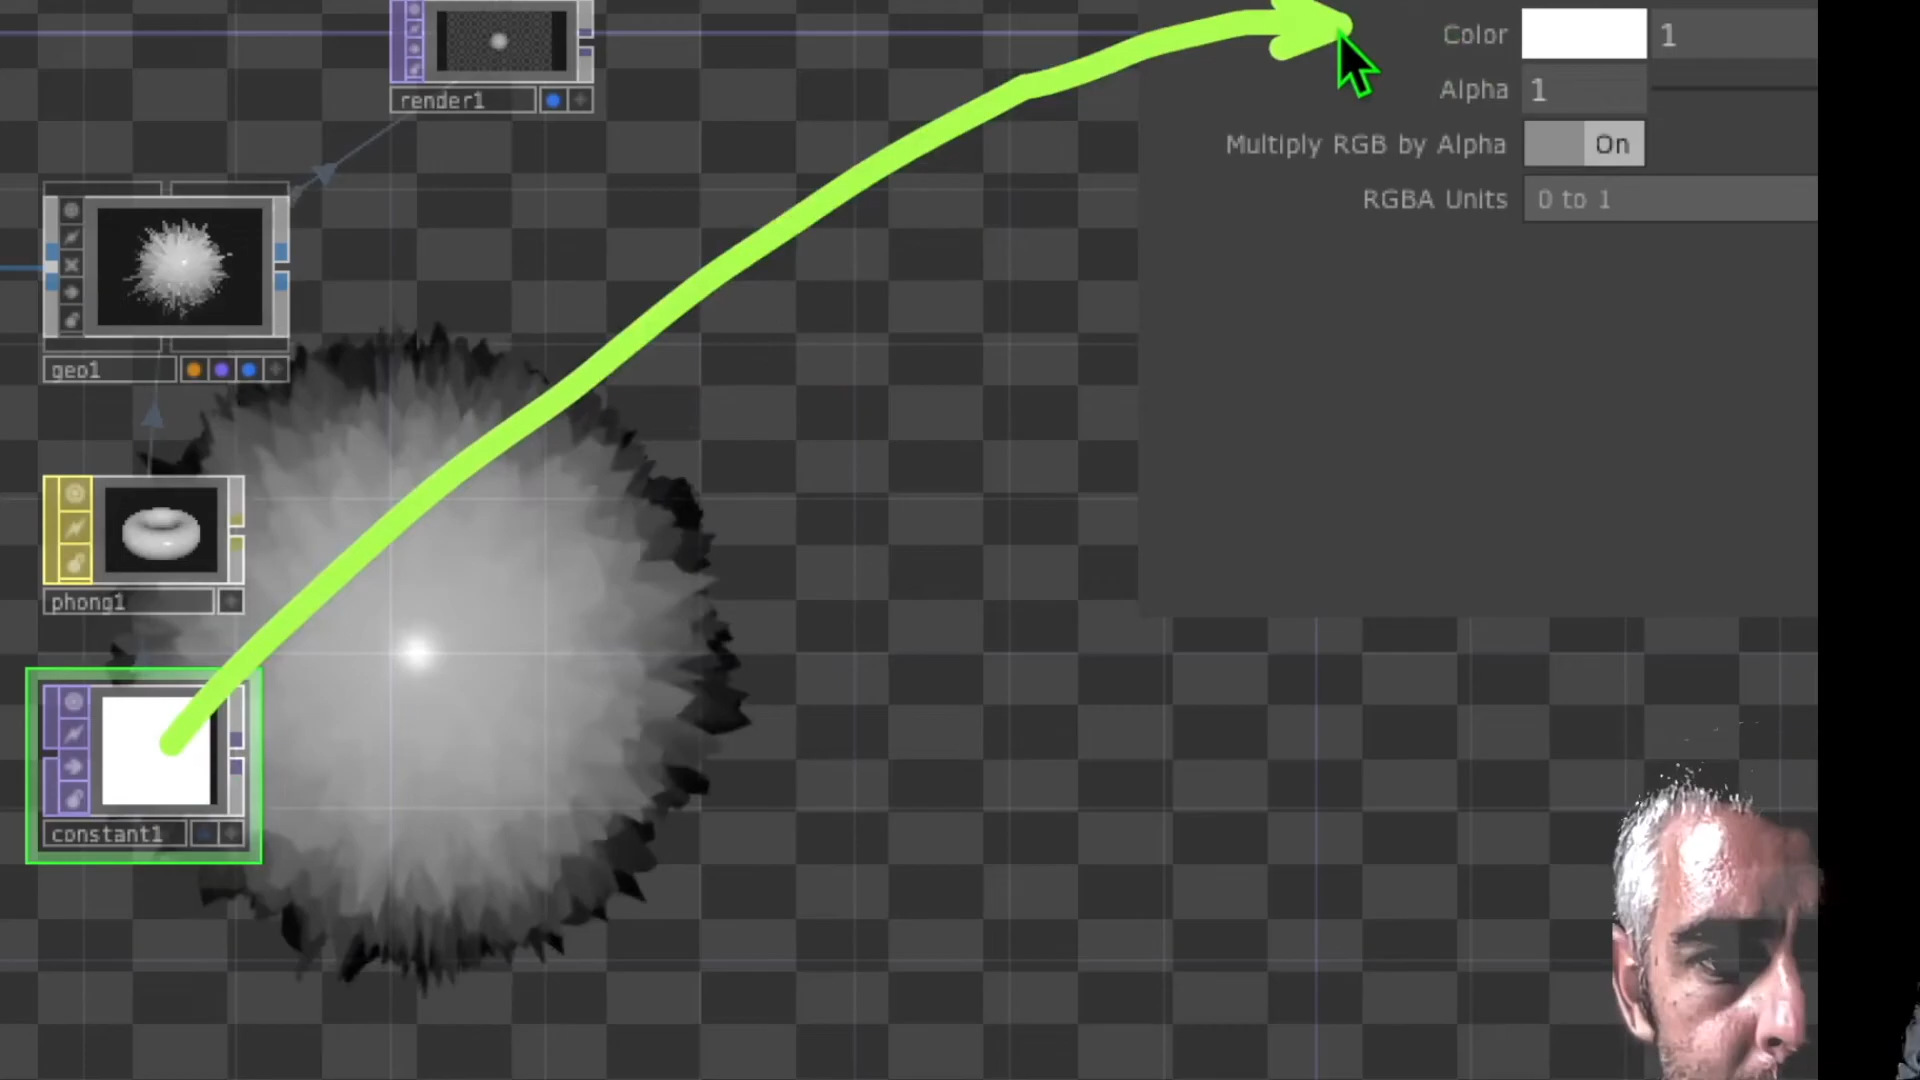 Color 1
render1
Alpha 1
Multiply RGB by Alpha On
RGBA Units 0 to 1
geo1
phong1
constant1